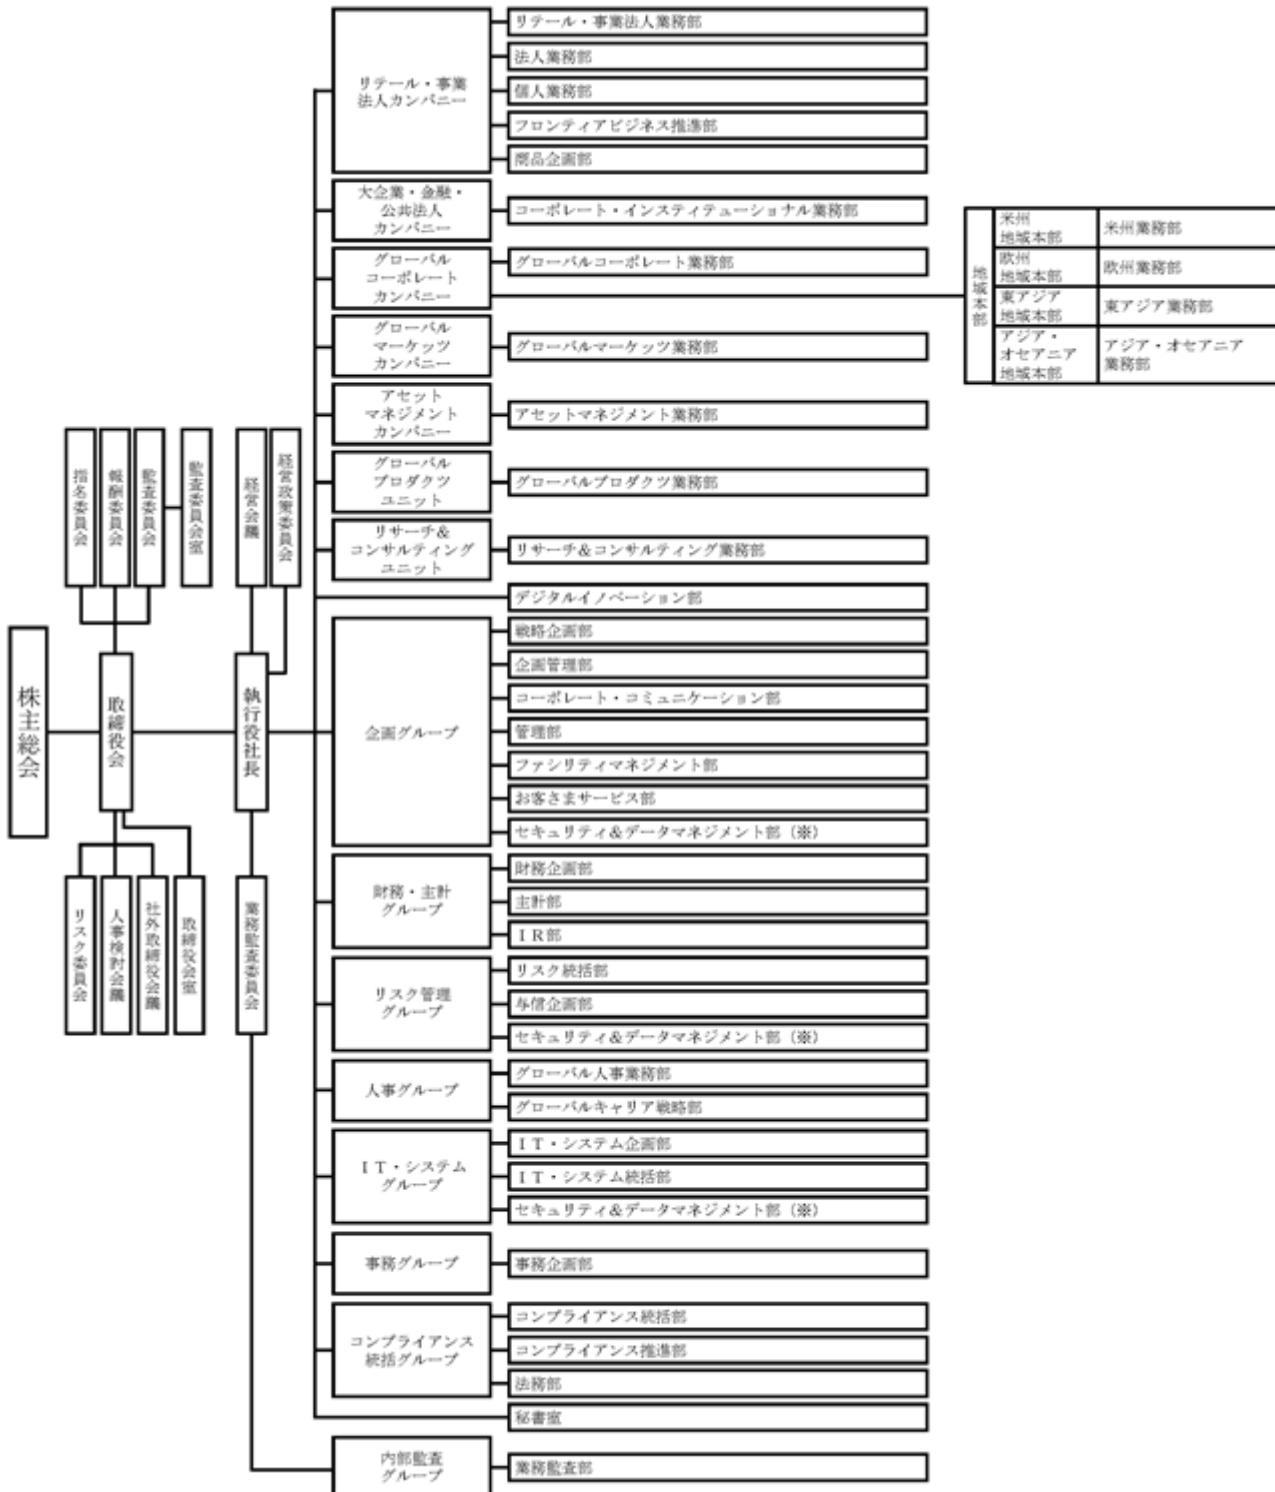 リテール・事業
法人カンパニー
リテール・事業法人業務部
法人業務部
個人業務部
フロンティアビジネス推進部
商品企画部
大企業・金融・
公共法人
カンパニー
コーポレート・インスティテューショナル業務部
グローバル
コーポレート
カンパニー
グローバルコーポレート業務部
地域本部
米州
地域本部
米州業務部
欧州
地域本部
欧州業務部
東アジア
地域本部
東アジア業務部
アジア・
オセアニア
地域本部
アジア・オセアニア
業務部
グローバル
マーケッツ
カンパニー
グローバルマーケッツ業務部
アセット
マネジメント
カンパニー
アセットマネジメント業務部
グローバル
プロダクツ
ユニット
グローバルプロダクツ業務部
リサーチ&
コンサルティング
ユニット
リサーチ&コンサルティング業務部
デジタルイノベーション部
指名委員会
報酬委員会
監査委員会
監査委員会室
経営会議
経営政策委員会
株主総会
取締役会
執行役社長
リスク委員会
人事検討会議
社外取締役会議
取締役会室
業務監査委員会
企画グループ
戦略企画部
企画管理部
コーポレート・コミュニケーション部
管理部
ファシリティマネジメント部
お客さまサービス部
セキュリティ&データマネジメント部（※）
財務・主計
グループ
財務企画部
主計部
ＩＲ部
リスク管理
グループ
リスク統括部
与信企画部
セキュリティ&データマネジメント部（※）
人事グループ
グローバル人事業務部
グローバルキャリア戦略部
ＩＴ・システム
グループ
ＩＴ・システム企画部
ＩＴ・システム統括部
セキュリティ&データマネジメント部（※）
事務グループ
事務企画部
コンプライアンス
統括グループ
コンプライアンス統括部
コンプライアンス推進部
法務部
秘書室
内部監査
グループ
業務監査部